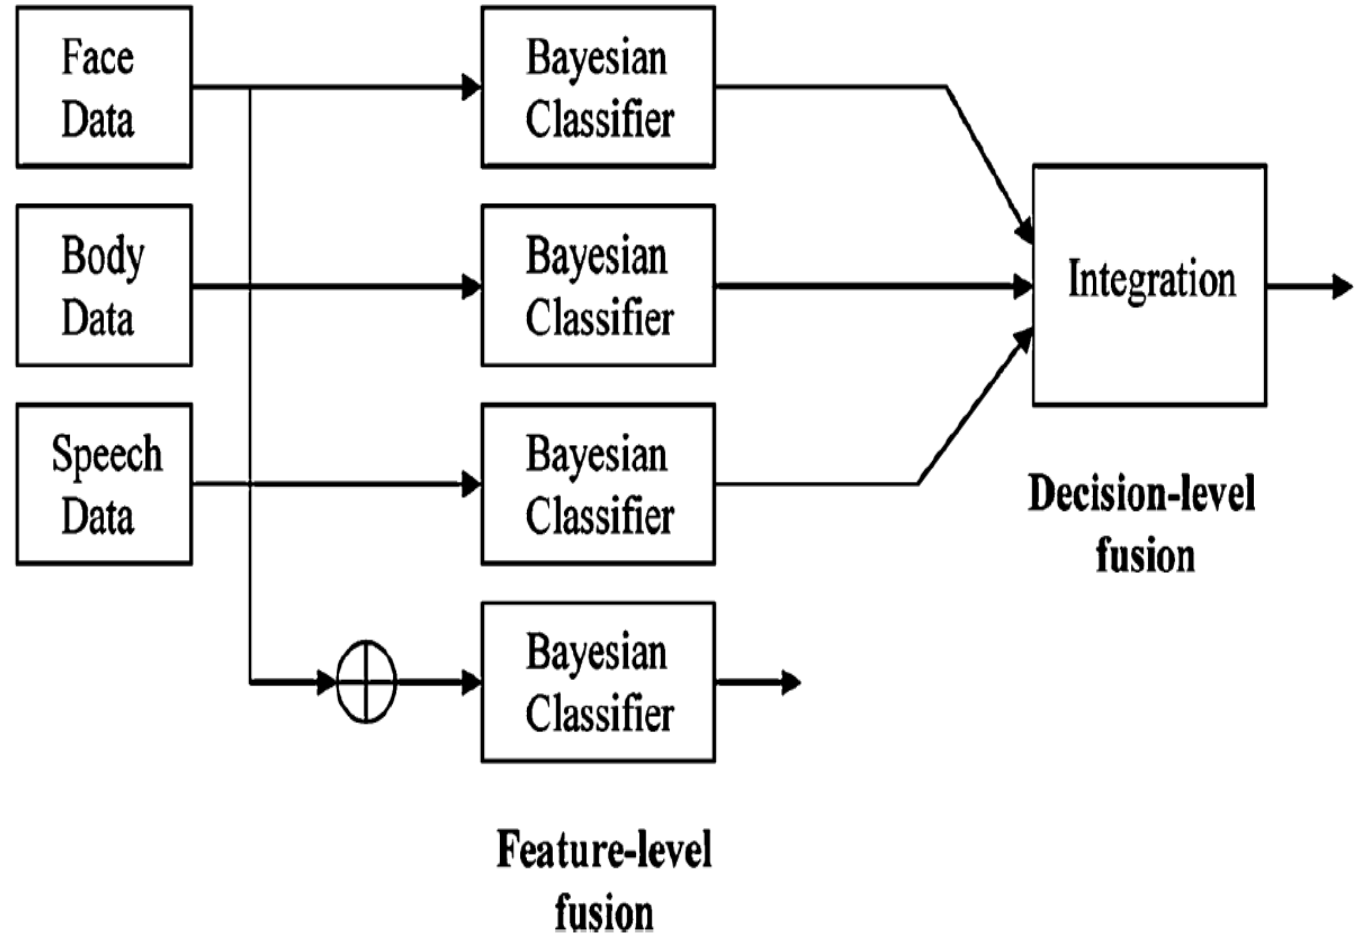 Face
Data
Bayesian
Classifier
Body
Data
Bayesian
Classifier
Integration
Speech
Data
Bayesian
Classifier
Decision-level
fusion
Bayesian
Classifier
Feature-level
fusion